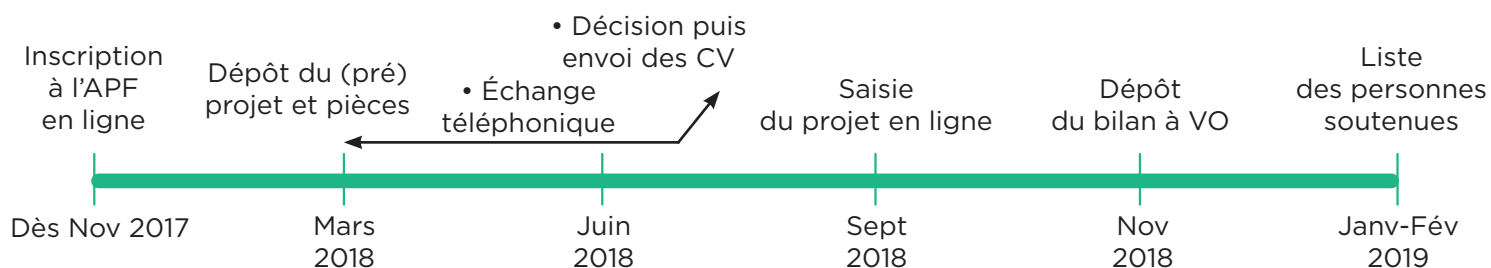 Inscription
à l'APF
en ligne
Dépôt du (pré)
projet et pièces
• Échange
téléphonique
• Décision puis
envoi des CV
Saisie
du projet en ligne
Dépôt
du bilan à VO
Liste
des personnes
soutenues
Dès Nov 2017
Mars
2018
Juin
2018
Sept
2018
Nov
2018
Janv-Fév
2019